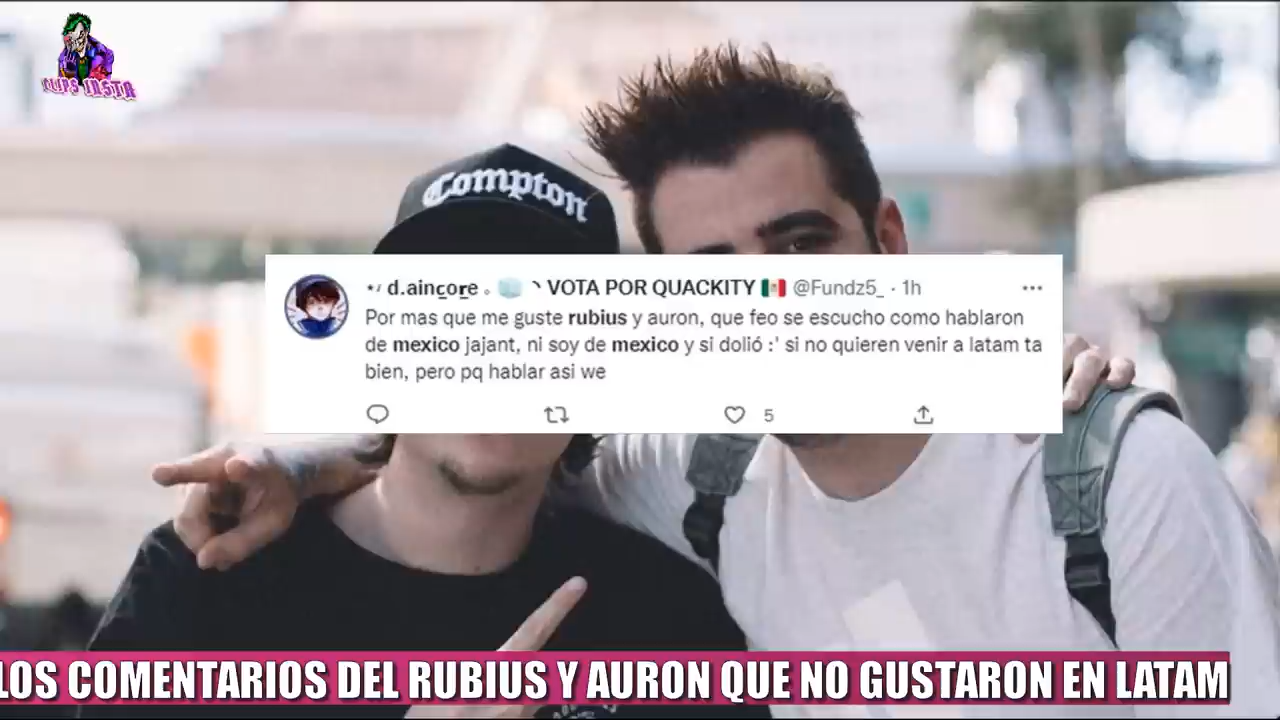 CLIPS INSTA
Compton
d.aincore 。 VOTA POR QUACKITY 🇲🇽 @Fundz5_ · 1h
Por mas que me guste rubius y auron, que feo se escucho como hablaron
de mexico jajant, ni soy de mexico y si dolió :' si no quieren venir a latam ta
bien, pero pq hablar asi we
5
LOS COMENTARIOS DEL RUBIUS Y AURON QUE NO GUSTARON EN LATAM